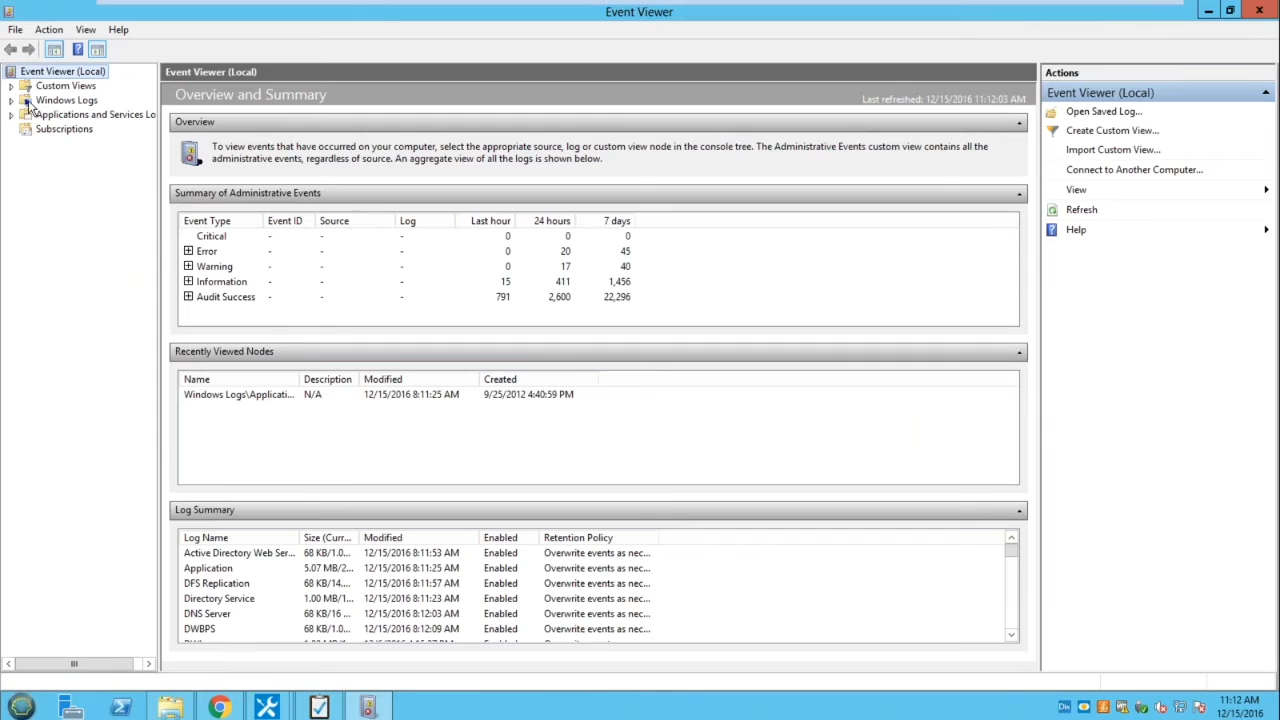 Event Viewer
File Action View Help
Event Viewer (Local)
Custom Views
Windows Logs
Applications and Services Lo
Subscriptions
Event Viewer (Local)
Overview and Summary
Last refreshed: 12/15/2016 11:12:03 AM
Overview
To view events that have occurred on your computer, select the appropriate source, log or custom view node in the console tree. The Administrative Events custom view contains all the
administrative events, regardless of source. An aggregate view of all the logs is shown below.
Summary of Administrative Events
Event Type Event ID Source Log Last hour 24 hours 7 days
Critical - - - 0 0 0
Error - - - 0 20 45
Warning - - - 0 17 40
Information - - - 15 411 1,456
Audit Success - - - 791 2,600 22,296
Recently Viewed Nodes
Name Description Modified Created
Windows Logs\Applicati... N/A 12/15/2016 8:11:25 AM 9/25/2012 4:40:59 PM
Log Summary
Log Name Size (Curr... Modified Enabled Retention Policy
Active Directory Web Ser... 68 KB/1.0... 12/15/2016 8:11:53 AM Enabled Overwrite events as nec...
Application 5.07 MB/2... 12/15/2016 8:11:25 AM Enabled Overwrite events as nec...
DFS Replication 68 KB/14.... 12/15/2016 8:11:57 AM Enabled Overwrite events as nec...
Directory Service 1.00 MB/1... 12/15/2016 8:11:23 AM Enabled Overwrite events as nec...
DNS Server 68 KB/16 ... 12/15/2016 8:12:03 AM Enabled Overwrite events as nec...
DWBPS 68 KB/1.0... 12/15/2016 8:12:09 AM Enabled Overwrite events as nec...
Actions
Event Viewer (Local)
Open Saved Log...
Create Custom View...
Import Custom View...
Connect to Another Computer...
View
Refresh
Help
11:12 AM
12/15/2016